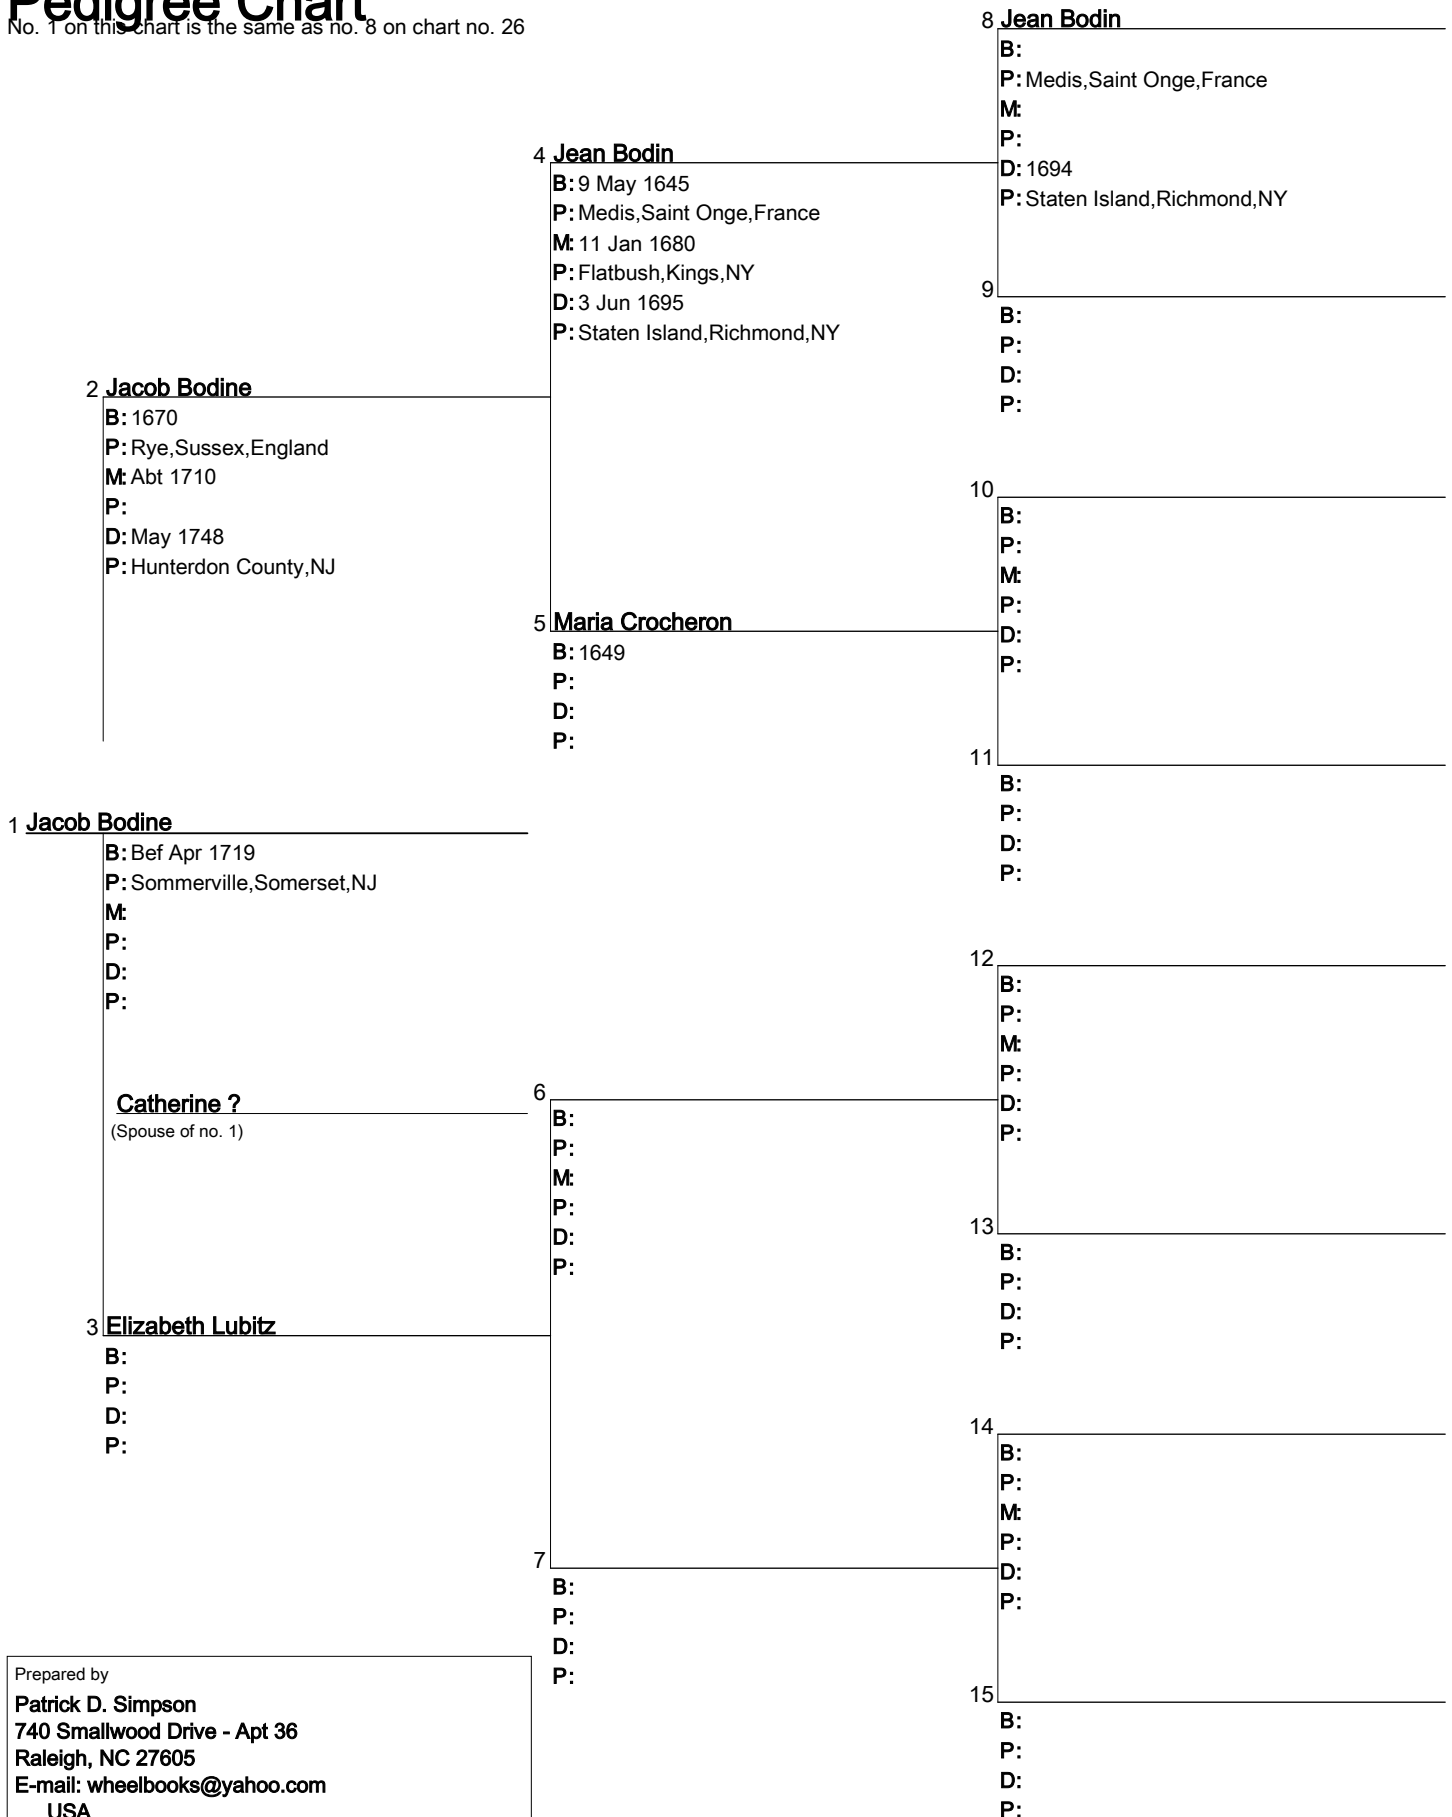 Pedigree Chart
No. 1 on this chart is the same as no. 8 on chart no. 26
8 Jean Bodin
B:
P: Medis,Saint Onge,France
M:
P:
D: 1694
P: Staten Island,Richmond,NY
4 Jean Bodin
B: 9 May 1645
P: Medis,Saint Onge,France
M: 11 Jan 1680
P: Flatbush,Kings,NY
D: 3 Jun 1695
P: Staten Island,Richmond,NY
9
B:
P:
D:
P:
2 Jacob Bodine
B: 1670
P: Rye,Sussex,England
M: Abt 1710
P:
D: May 1748
P: Hunterdon County,NJ
10
B:
P:
M:
P:
D:
P:
5 Maria Crocheron
B: 1649
P:
D:
P:
11
B:
P:
D:
P:
1 Jacob Bodine
B: Bef Apr 1719
P: Sommerville,Somerset,NJ
M:
P:
D:
P:
Catherine ?
(Spouse of no. 1)
12
B:
P:
M:
P:
D:
P:
6
B:
P:
M:
P:
D:
P:
13
B:
P:
D:
P:
3 Elizabeth Lubitz
B:
P:
D:
P:
14
B:
P:
M:
P:
D:
P:
7
B:
P:
D:
P:
15
B:
P:
D:
P:
Prepared by
Patrick D. Simpson
740 Smallwood Drive - Apt 36
Raleigh, NC 27605
E-mail: wheelbooks@yahoo.com
USA